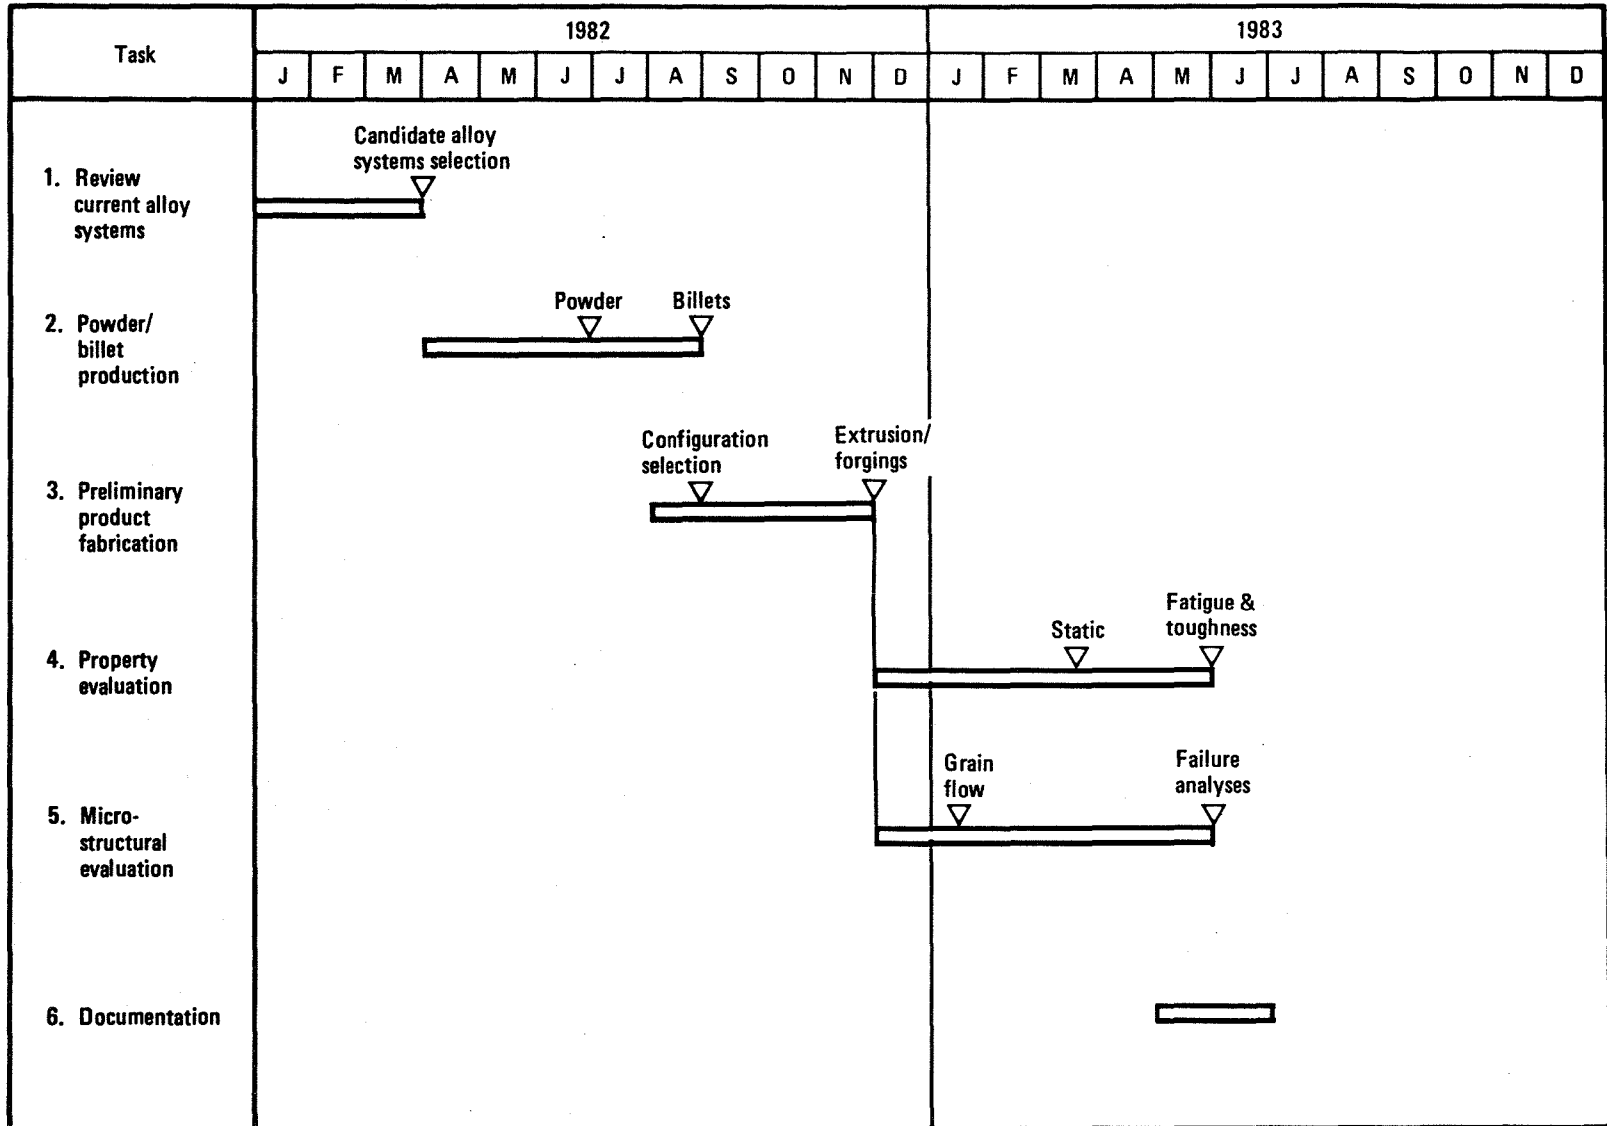 Task
1982
1983
J F M A M J J A S O N D J F M A M J J A S O N D
Candidate alloy
systems selection
1. Review
current alloy
systems
Powder Billets
2. Powder/
billet
production
Configuration
selection
Extrusion/
forgings
3. Preliminary
product
fabrication
Static
Fatigue &
toughness
4. Property
evaluation
Grain
flow
Failure
analyses
5. Micro-
structural
evaluation
6. Documentation